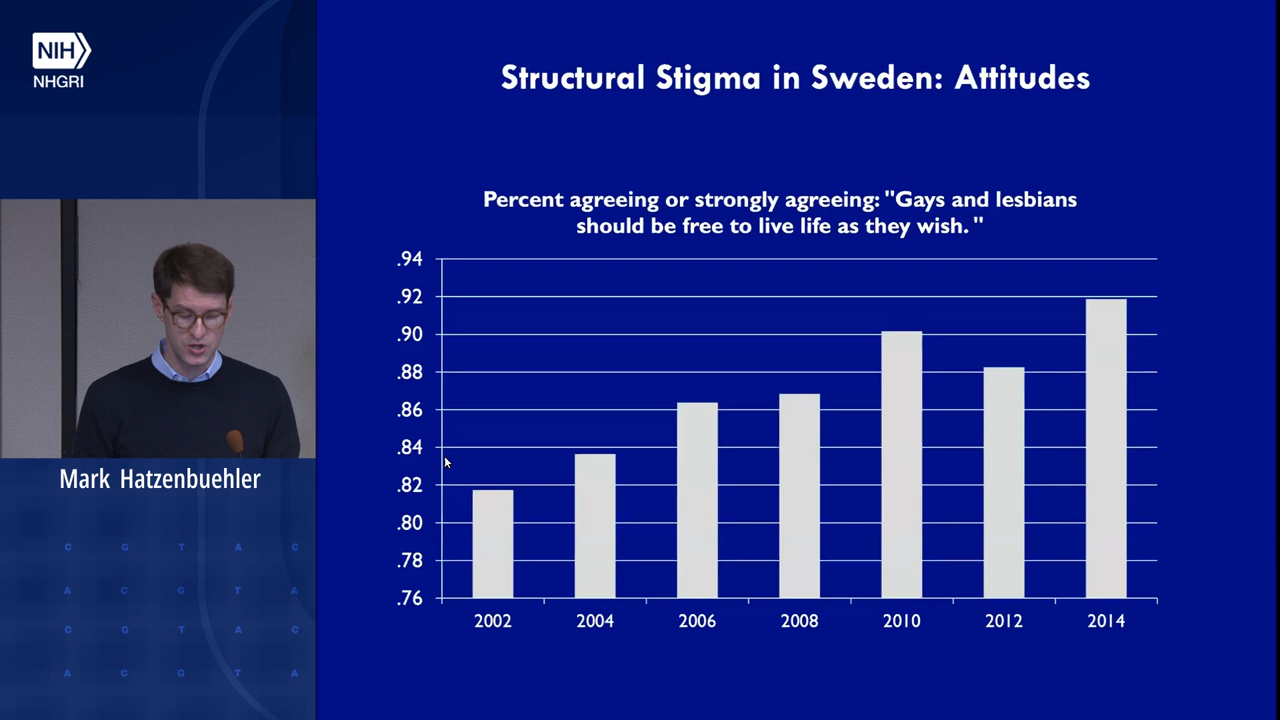 NIH
NHGRI
Mark Hatzenbuehler
C G T A C
A C G T A
C G T A C
A C G T A
Structural Stigma in Sweden: Attitudes
Percent agreeing or strongly agreeing: "Gays and lesbians
should be free to live life as they wish. "
.94
.92
.90
.88
.86
.84
.82
.80
.78
.76
2002 2004 2006 2008 2010 2012 2014